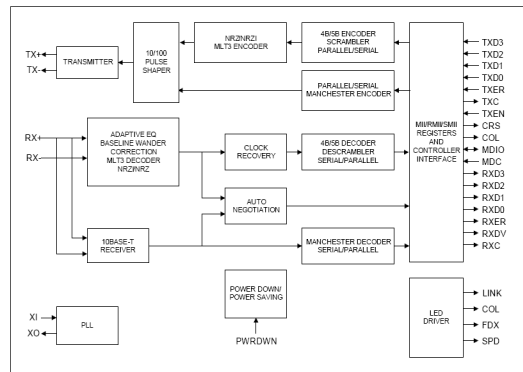 TX+
TX-
TRANSMITTER
10/100
PULSE
SHAPER
NRZ/NRZI
MLT3 ENCODER
4B/5B ENCODER
SCRAMBLER
PARALLEL/SERIAL
PARALLEL/SERIAL
MANCHESTER ENCODER
RX+
RX-
ADAPTIVE EQ
BASELINE WANDER
CORRECTION
MLT3 DECODER
NRZI/NRZ
CLOCK
RECOVERY
4B/5B DECODER
DESCRAMBLER
SERIAL/PARALLEL
AUTO
NEGOTIATION
10BASE-T
RECEIVER
MANCHESTER DECODER
SERIAL/PARALLEL
MII/RMII/SMII
REGISTERS
AND
CONTROLLER
INTERFACE
TXD3
TXD2
TXD1
TXD0
TXER
TXC
TXEN
CRS
COL
MDIO
MDC
RXD3
RXD2
RXD1
RXD0
RXER
RXDV
RXC
XI
XO
PLL
POWER DOWN/
POWER SAVING
PWRDWN
LED
DRIVER
LINK
COL
FDX
SPD